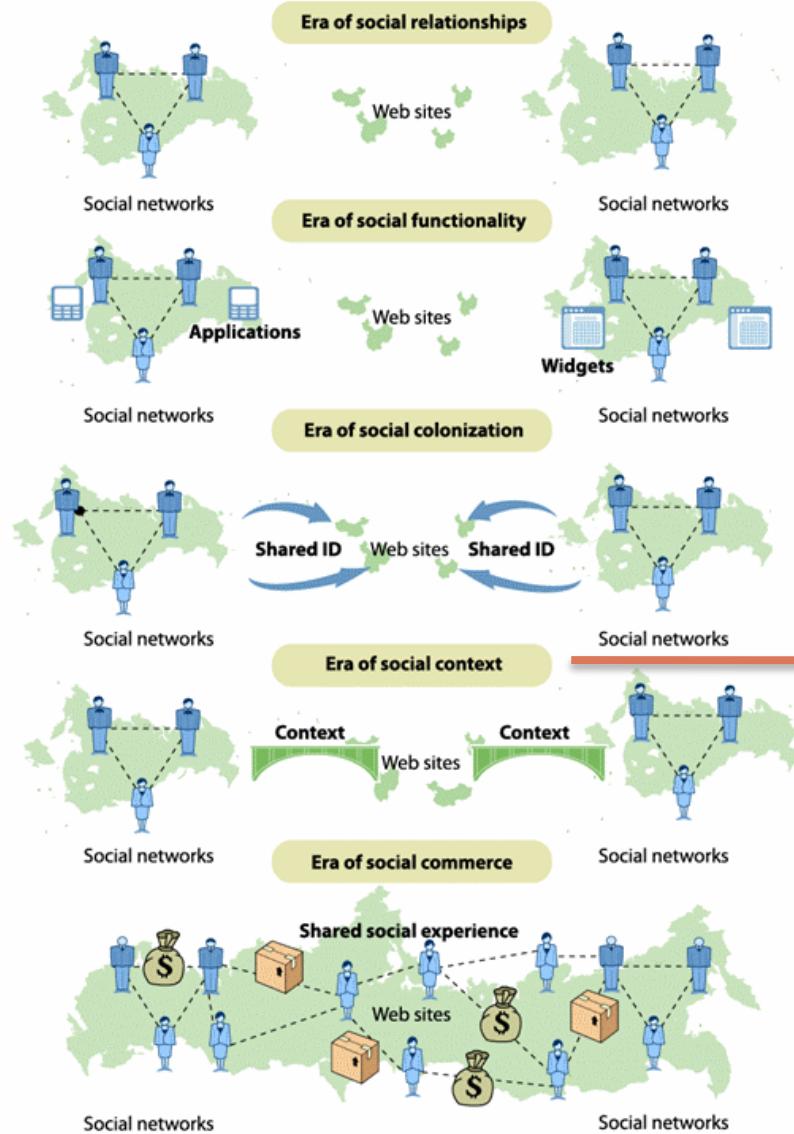 Era of social relationships
Web sites
Social networks
Social networks
Era of social functionality
Web sites
Applications
Widgets
Social networks
Social networks
Era of social colonization
Shared ID
Web sites
Shared ID
Social networks
Social networks
Era of social context
Context
Context
Web sites
Social networks
Social networks
Era of social commerce
Shared social experience
$
$
Web sites
$
Social networks
Social networks